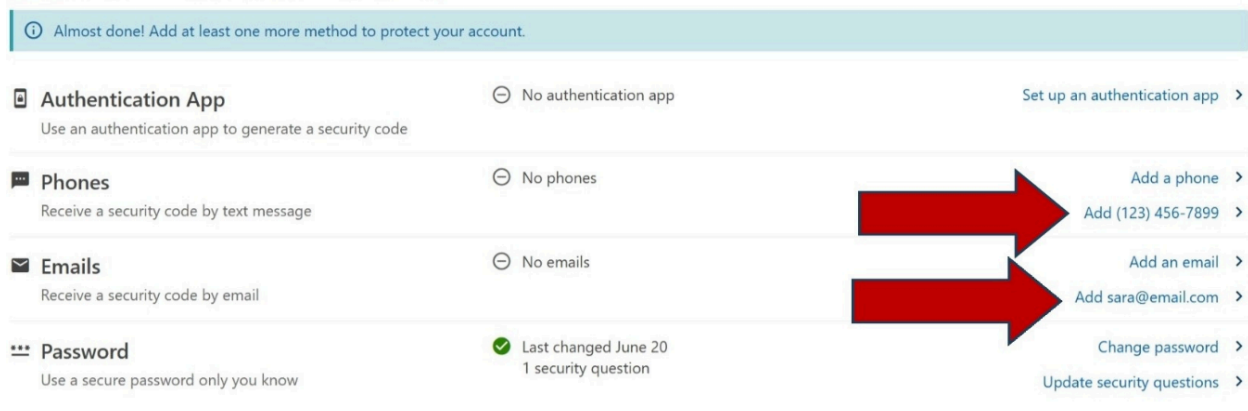 Almost done! Add at least one more method to protect your account.
Authentication App
Use an authentication app to generate a security code
No authentication app
Set up an authentication app
Phones
Receive a security code by text message
No phones
Add a phone
Add (123) 456-7899
Emails
Receive a security code by email
No emails
Add an email
Add sara@email.com
Password
Use a secure password only you know
Last changed June 20
1 security question
Change password
Update security questions